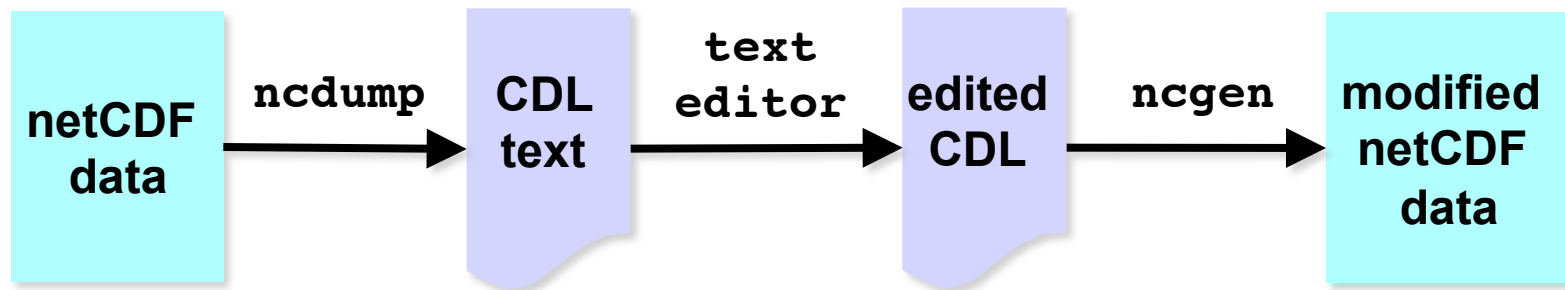 netCDF
data
ncdump
CDL
text
text
editor
edited
CDL
ncgen
modified
netCDF
data